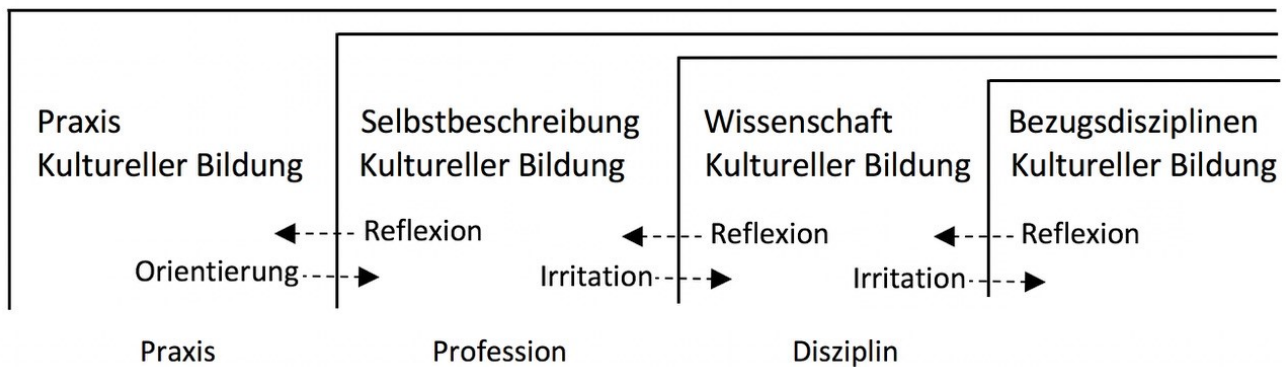 Praxis
Kultureller Bildung
Selbstbeschreibung
Kultureller Bildung
Wissenschaft
Kultureller Bildung
Bezugsdisziplinen
Kultureller Bildung
Reflexion
Reflexion
Reflexion
Orientierung
Irritation
Irritation
Praxis
Profession
Disziplin